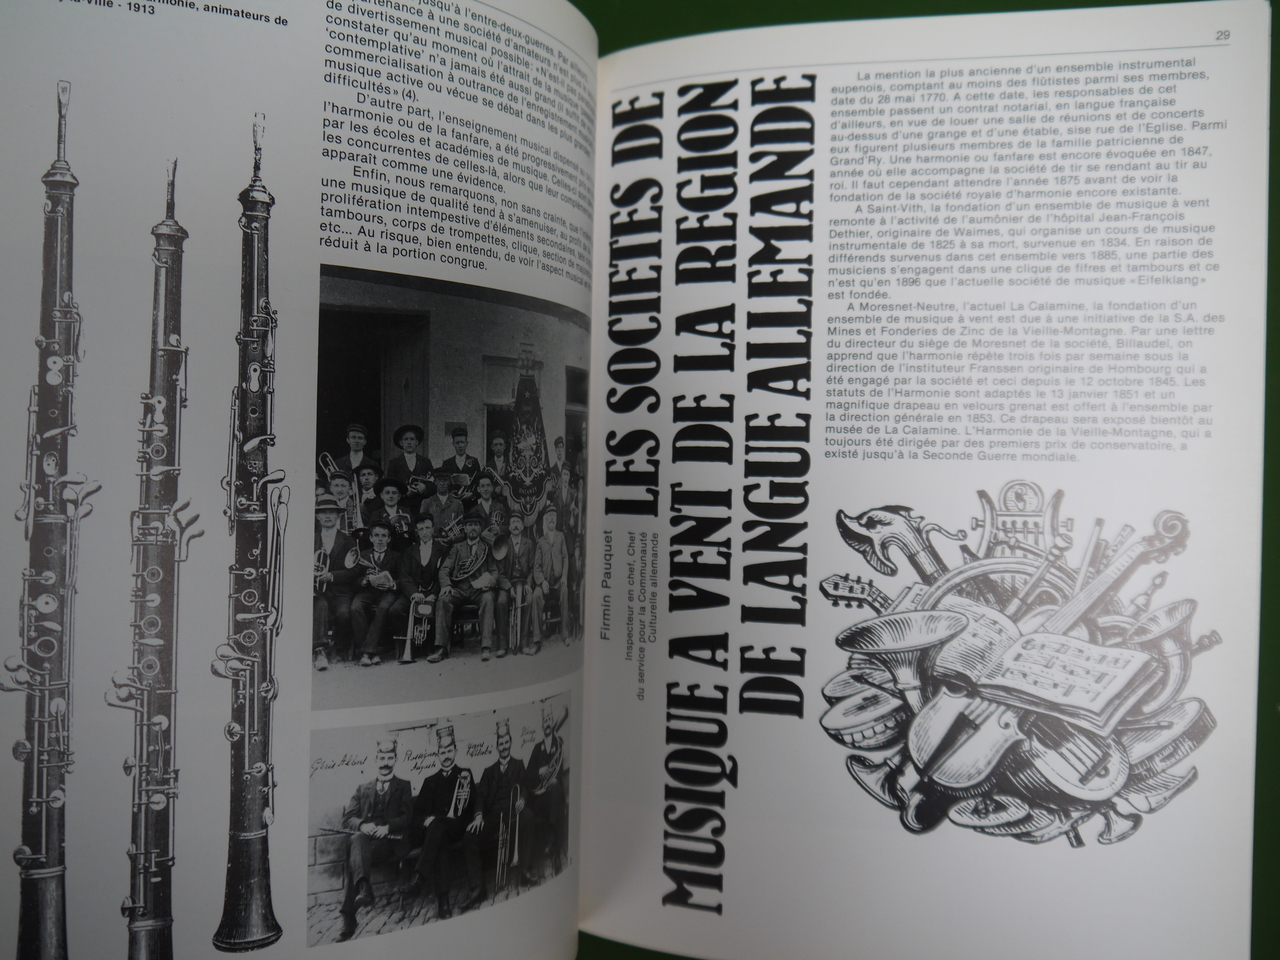 armonie, animateurs de
la-Ville - 1913
jusqu'à l'entre-deux-guerres. Par ailleurs,
partenance à une société d'amateurs n'est pas
de divertissement musical possible: «N'est-il pas
constater qu'au moment où l'attrait de la musique
'contemplative' n'a jamais été aussi grand
commercialisation à outrance de l'enregistrement
musique active ou vécue se débat dans les plus grandes
difficultés» (4).
D'autre part, l'enseignement musical dispensé au
l'harmonie ou de la fanfare, a été progressivement
par les écoles et académies de musique. Celles-ci
les concurrentes de celles-là, alors que leur
apparaît comme une évidence.
Enfin, nous remarquons, non sans crainte, que
une musique de qualité tend à s'amenuiser, au profit
prolifération intempestive d'éléments secondaires.
tambours, corps de trompettes, clique, section de
etc... Au risque, bien entendu, de voir l'aspect musical
réduit à la portion congrue.
29
LES SOCIETES DE
MUSIQUE A VENT DE LA REGION
DE LANGUE ALLEMANDE
Firmin Pauquet
Inspecteur en chef, Chef
du service pour la Communauté
Culturelle allemande
La mention la plus ancienne d'un ensemble instrumental
eupenois, comptant au moins des flûtistes parmi ses membres,
date du 28 mai 1770. A cette date, les responsables de cet
ensemble passent un contrat notarial, en langue française
d'ailleurs, en vue de louer une salle de réunions et de concerts
au-dessus d'une grange et d'une étable, sise rue de l'Eglise. Parmi
eux figurent plusieurs membres de la famille patricienne de
Grand'Ry. Une harmonie ou fanfare est encore évoquée en 1847,
année où elle accompagne la société de tir se rendant au tir au
roi. Il faut cependant attendre l'année 1875 avant de voir la
fondation de la société royale d'harmonie encore existante.
A Saint-Vith, la fondation d'un ensemble de musique à vent
remonte à l'activité de l'aumônier de l'hôpital Jean-François
Dethier, originaire de Waimes, qui organise un cours de musique
instrumentale de 1825 à sa mort, survenue en 1834. En raison de
différends survenus dans cet ensemble vers 1885, une partie des
musiciens s'engagent dans une clique de fifres et tambours et ce
n'est qu'en 1896 que l'actuelle société de musique «Eifelklang»
est fondée.
A Moresnet-Neutre, l'actuel La Calamine, la fondation d'un
ensemble de musique à vent est due à une initiative de la S.A. des
Mines et Fonderies de Zinc de la Vieille-Montagne. Par une lettre
du directeur du siège de Moresnet de la société, Billaudel, on
apprend que l'harmonie répète trois fois par semaine sous la
direction de l'instituteur Franssen originaire de Hombourg qui a
été engagé par la société et ceci depuis le 12 octobre 1845. Les
statuts de l'Harmonie sont adaptés le 13 janvier 1851 et un
magnifique drapeau en velours grenat est offert à l'ensemble par
la direction générale en 1853. Ce drapeau sera exposé bientôt au
musée de La Calamine. L'Harmonie de la Vieille-Montagne, qui a
toujours été dirigée par des premiers prix de conservatoire, a
existé jusqu'à la Seconde Guerre mondiale.